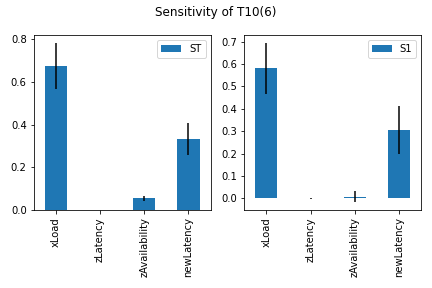 Sensitivity of T10(6)
ST
0.8
0.6
0.4
0.2
0.0
xLoad
zLatency
zAvailability
newLatency
S1
0.7
0.6
0.5
0.4
0.3
0.2
0.1
0.0
xLoad
zLatency
zAvailability
newLatency